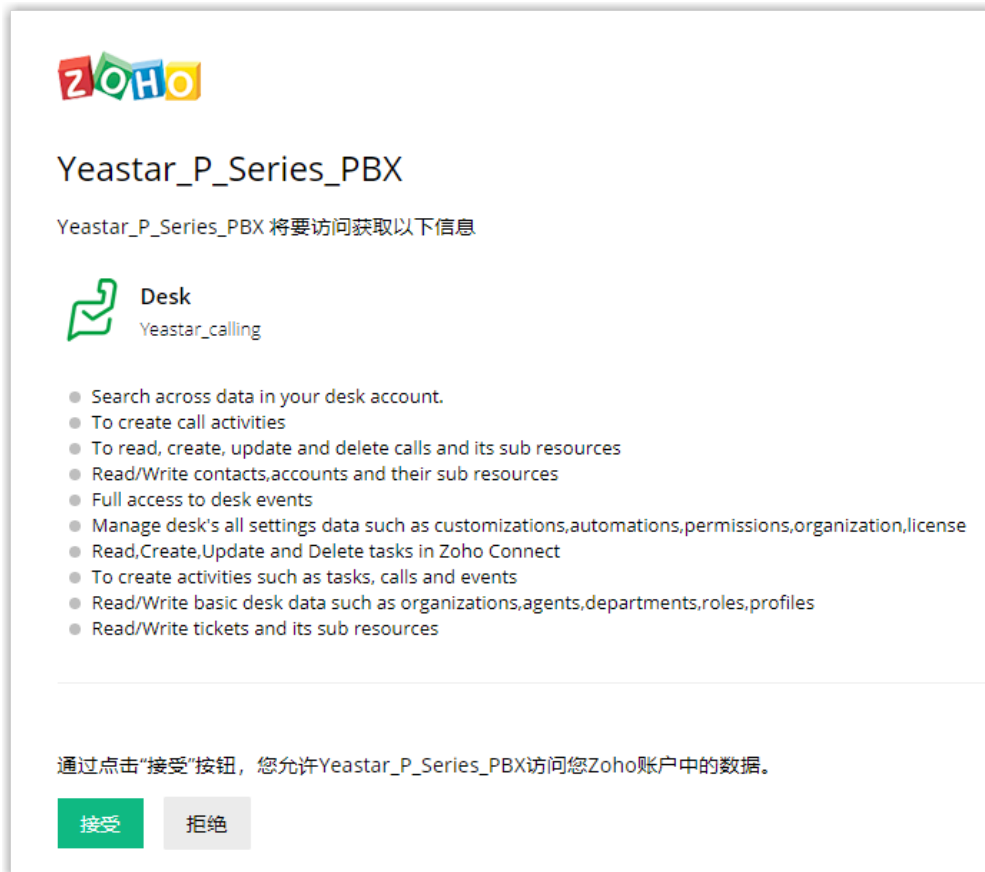 ZOHO
Yeastar_P_Series_PBX
Yeastar_P_Series_PBX 将要访问获取以下信息
Desk
Yeastar_calling
Search across data in your desk account.
To create call activities
To read, create, update and delete calls and its sub resources
Read/Write contacts,accounts and their sub resources
Full access to desk events
Manage desk's all settings data such as customizations,automations,permissions,organization,license
Read,Create,Update and Delete tasks in Zoho Connect
To create activities such as tasks, calls and events
Read/Write basic desk data such as organizations,agents,departments,roles,profiles
Read/Write tickets and its sub resources
通过点击“接受”按钮，您允许Yeastar_P_Series_PBX访问您Zoho账户中的数据。
接受 拒绝